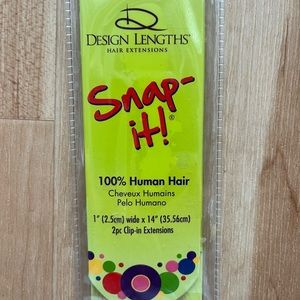 DESIGN LENGTHS®
HAIR EXTENSIONS
Snap-
it!®
100% Human Hair
Cheveux Humains
Pelo Humano
1" (2.5cm) wide x 14" (35.56cm)
2pc Clip-in Extensions